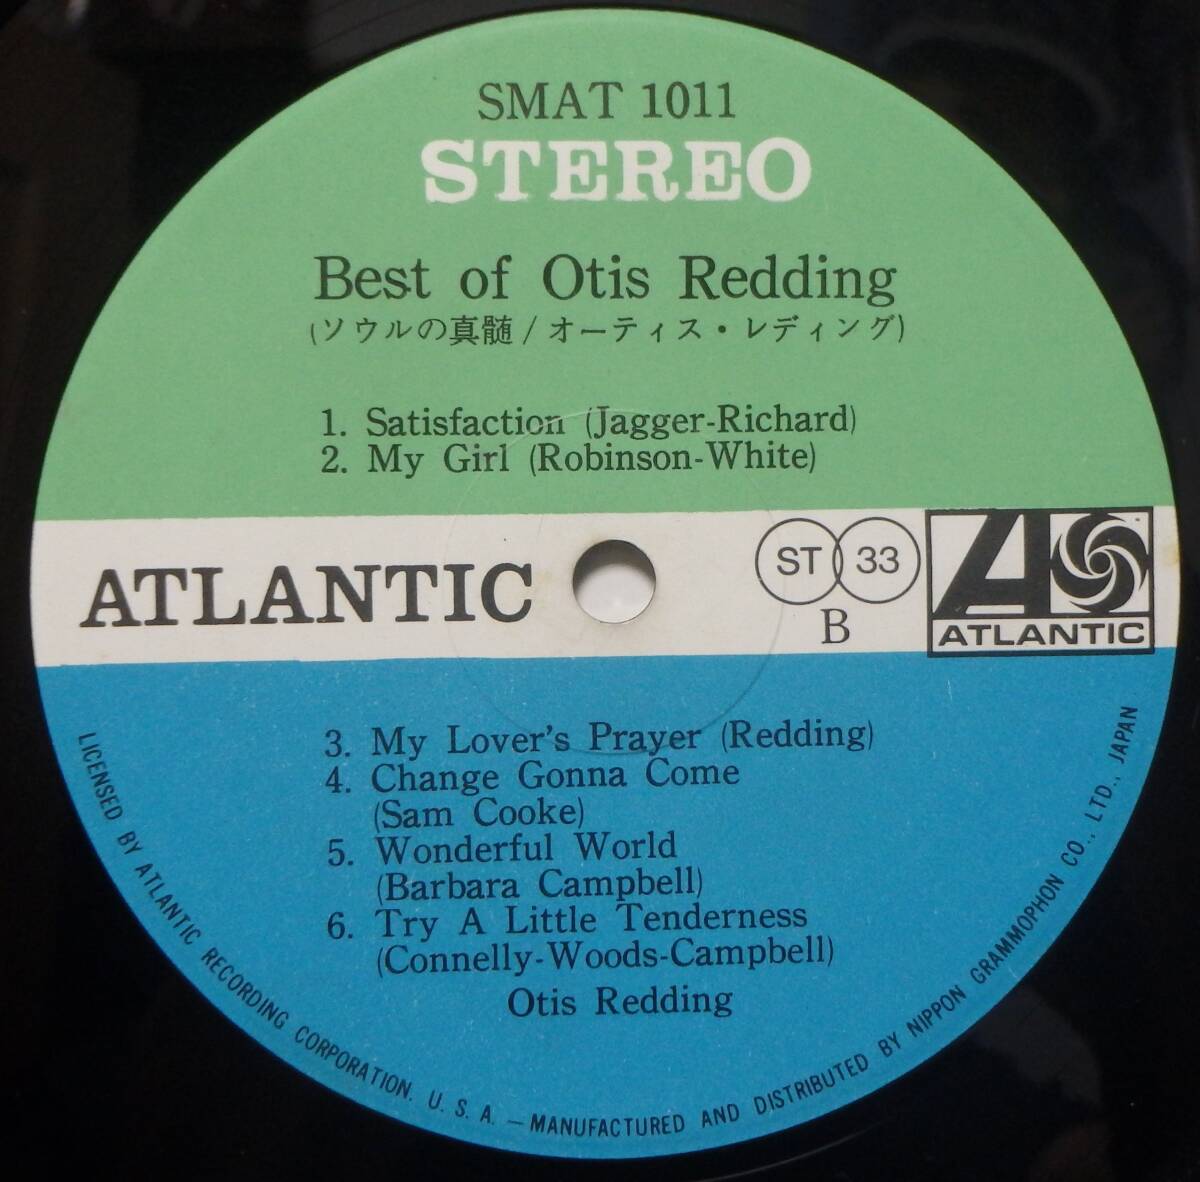 SMAT 1011
STEREO
Best of Otis Redding
(ソウルの真髄/オーティス・レディング)
1. Satisfaction (Jagger-Richard)
2. My Girl (Robinson-White)
ATLANTIC
ST 33
B
ATLANTIC
3. My Lover's Prayer (Redding)
4. Change Gonna Come
(Sam Cooke)
5. Wonderful World
(Barbara Campbell)
6. Try A Little Tenderness
(Connelly-Woods-Campbell)
Otis Redding
LICENSED BY ATLANTIC RECORDING CORPORATION. U. S. A. — MANUFACTURED AND DISTRIBUTED BY NIPPON GRAMMOPHON CO., LTD., JAPAN